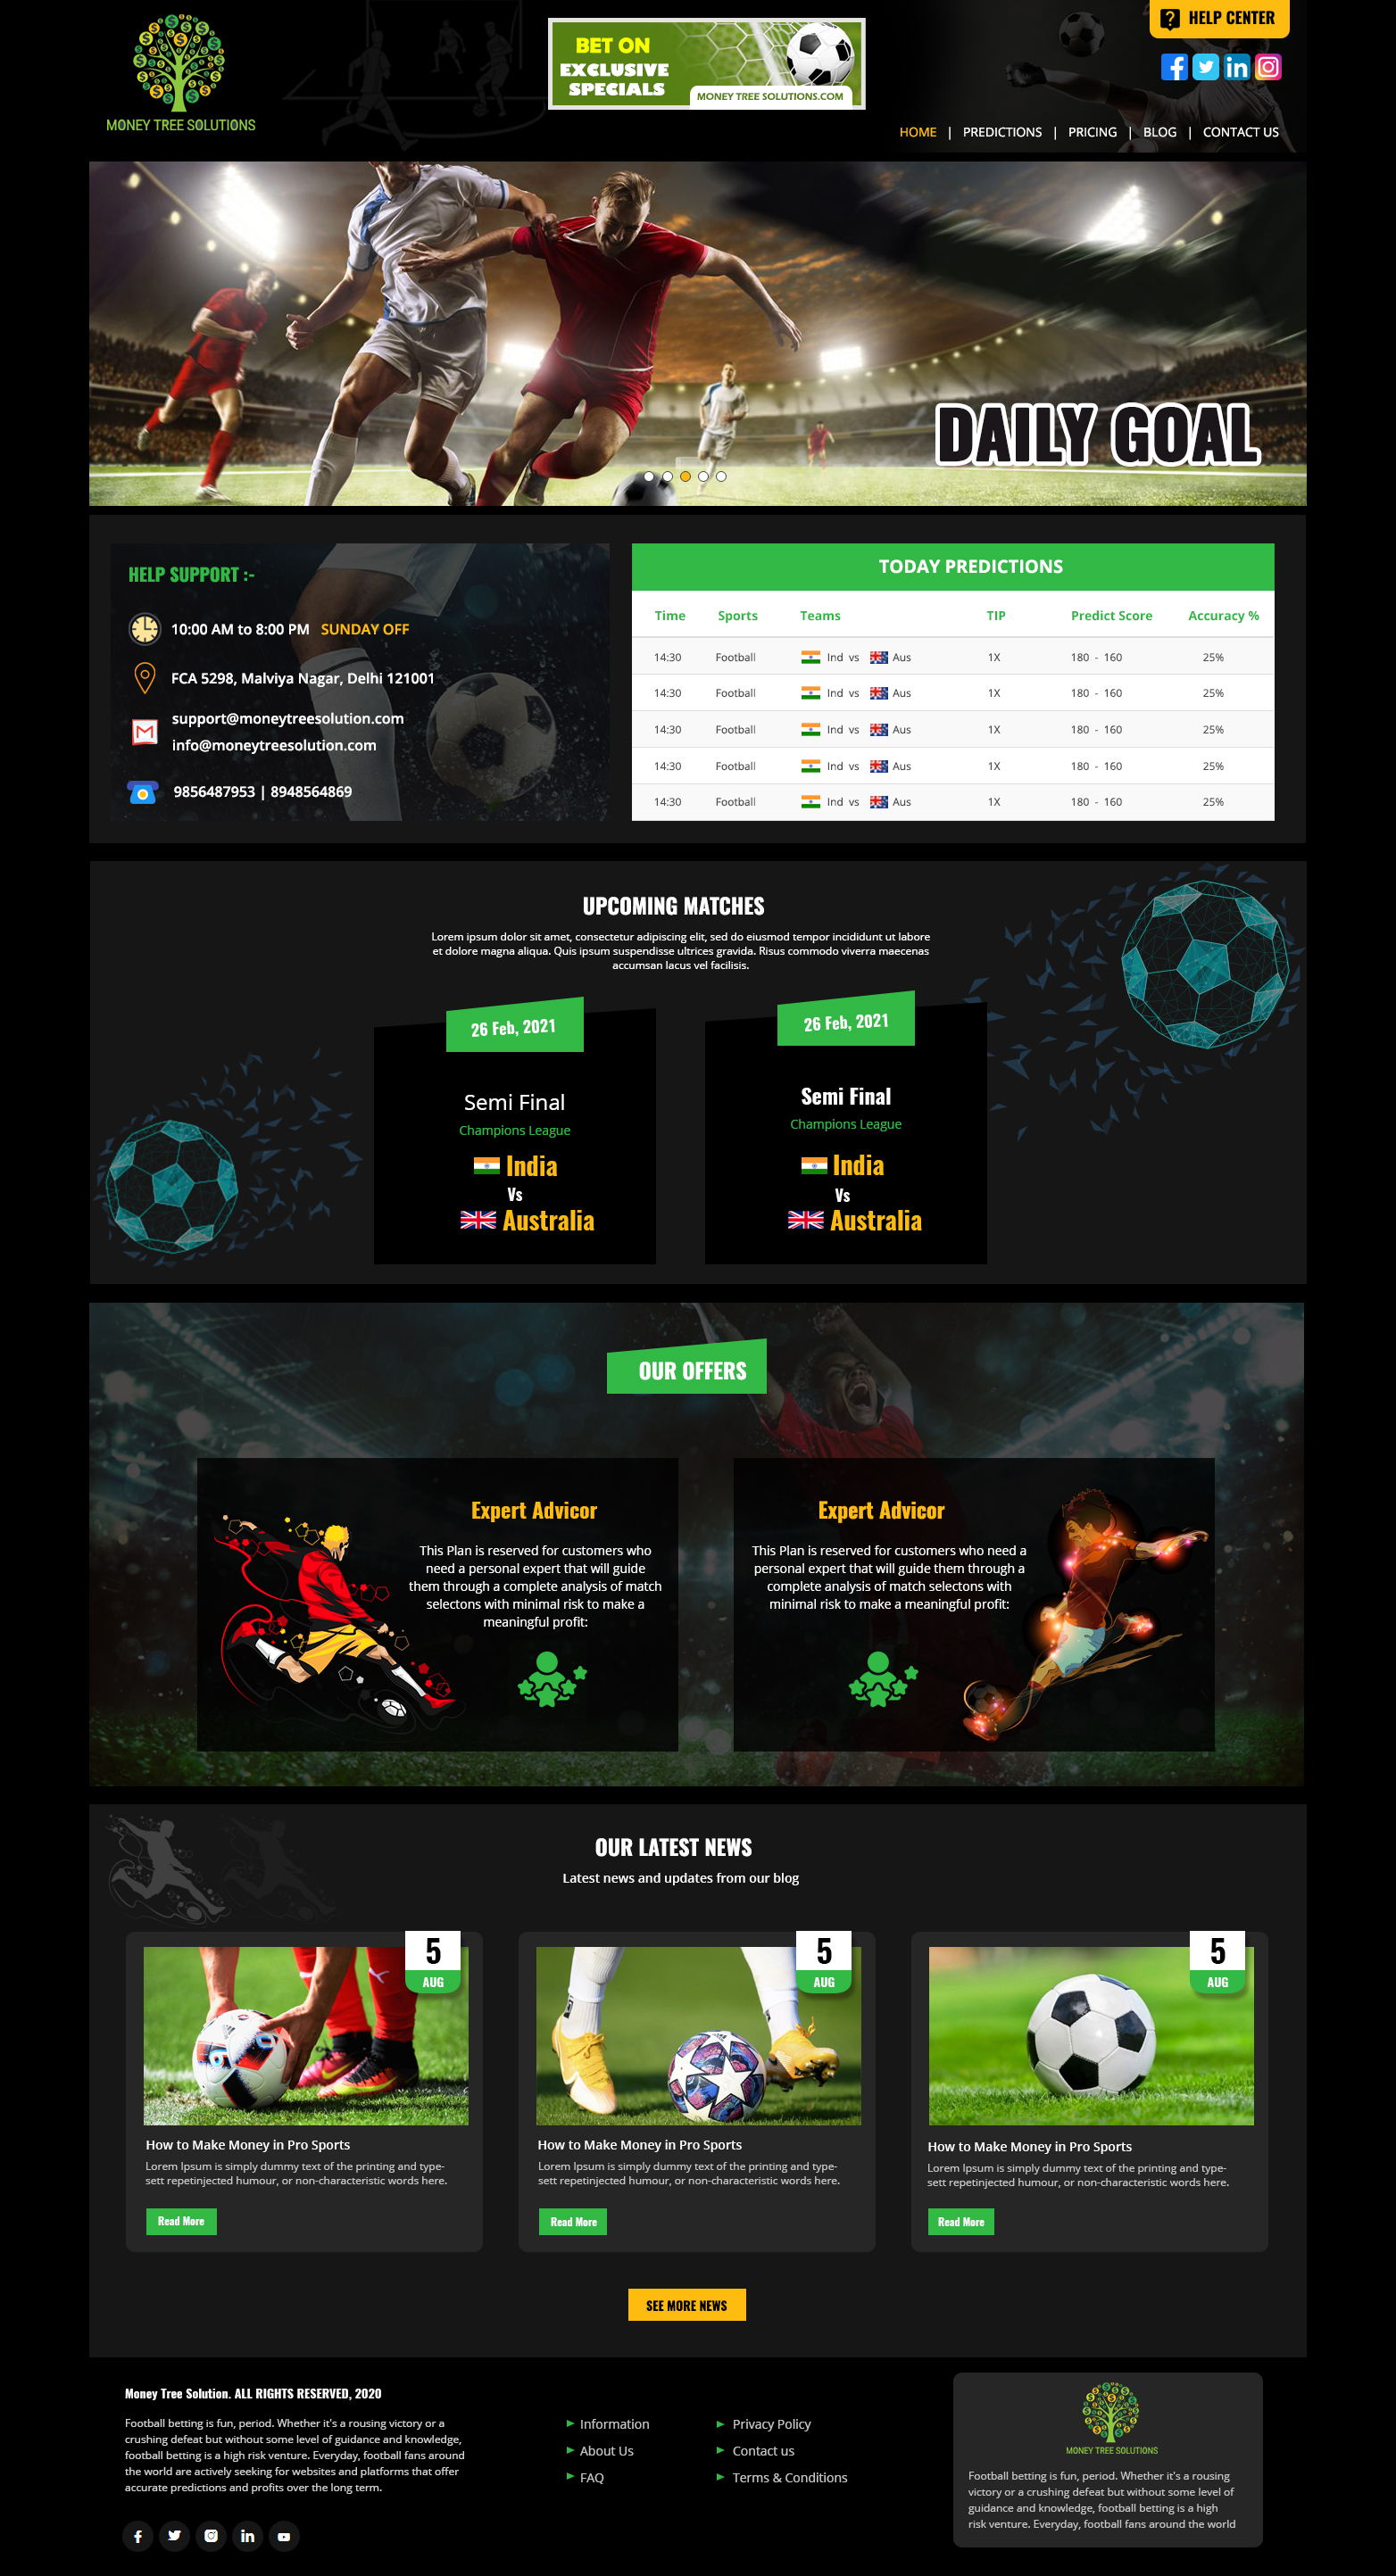 MONEY TREE SOLUTIONS
BET ON
EXCLUSIVE
SPECIALS
MONEY TREE SOLUTIONS.COM
HELP CENTER
HOME | PREDICTIONS | PRICING | BLOG | CONTACT US
DAILY GOAL
HELP SUPPORT :-
10:00 AM to 8:00 PM SUNDAY OFF
FCA 5298, Malviya Nagar, Delhi 121001
support@moneytreesolution.com
info@moneytreesolution.com
9856487953 | 8948564869
TODAY PREDICTIONS
Time Sports Teams TIP Predict Score Accuracy %
14:30 Football Ind vs Aus 1X 180 - 160 25%
14:30 Football Ind vs Aus 1X 180 - 160 25%
14:30 Football Ind vs Aus 1X 180 - 160 25%
14:30 Football Ind vs Aus 1X 180 - 160 25%
14:30 Football Ind vs Aus 1X 180 - 160 25%
UPCOMING MATCHES
Lorem ipsum dolor sit amet, consectetur adipiscing elit, sed do eiusmod tempor incididunt ut labore
et dolore magna aliqua. Quis ipsum suspendisse ultrices gravida. Risus commodo viverra maecenas
accumsan lacus vel facilisis.
26 Feb, 2021
Semi Final
Champions League
India
Vs
Australia
26 Feb, 2021
Semi Final
Champions League
India
Vs
Australia
OUR OFFERS
Expert Advicor
This Plan is reserved for customers who
need a personal expert that will guide
them through a complete analysis of match
selectons with minimal risk to make a
meaningful profit:
Expert Advicor
This Plan is reserved for customers who need a
personal expert that will guide them through a
complete analysis of match selectons with
minimal risk to make a meaningful profit:
OUR LATEST NEWS
Latest news and updates from our blog
5
AUG
How to Make Money in Pro Sports
Lorem Ipsum is simply dummy text of the printing and type-
sett repetinjected humour, or non-characteristic words here.
Read More
5
AUG
How to Make Money in Pro Sports
Lorem Ipsum is simply dummy text of the printing and type-
sett repetinjected humour, or non-characteristic words here.
Read More
5
AUG
How to Make Money in Pro Sports
Lorem Ipsum is simply dummy text of the printing and type-
sett repetinjected humour, or non-characteristic words here.
Read More
SEE MORE NEWS
Money Tree Solution. ALL RIGHTS RESERVED, 2020
Football betting is fun, period. Whether it's a rousing victory or a
crushing defeat but without some level of guidance and knowledge,
football betting is a high risk venture. Everyday, football fans around
the world are actively seeking for websites and platforms that offer
accurate predictions and profits over the long term.
Information
About Us
FAQ
Privacy Policy
Contact us
Terms & Conditions
MONEY TREE SOLUTIONS
Football betting is fun, period. Whether it's a rousing
victory or a crushing defeat but without some level of
guidance and knowledge, football betting is a high
risk venture. Everyday, football fans around the world